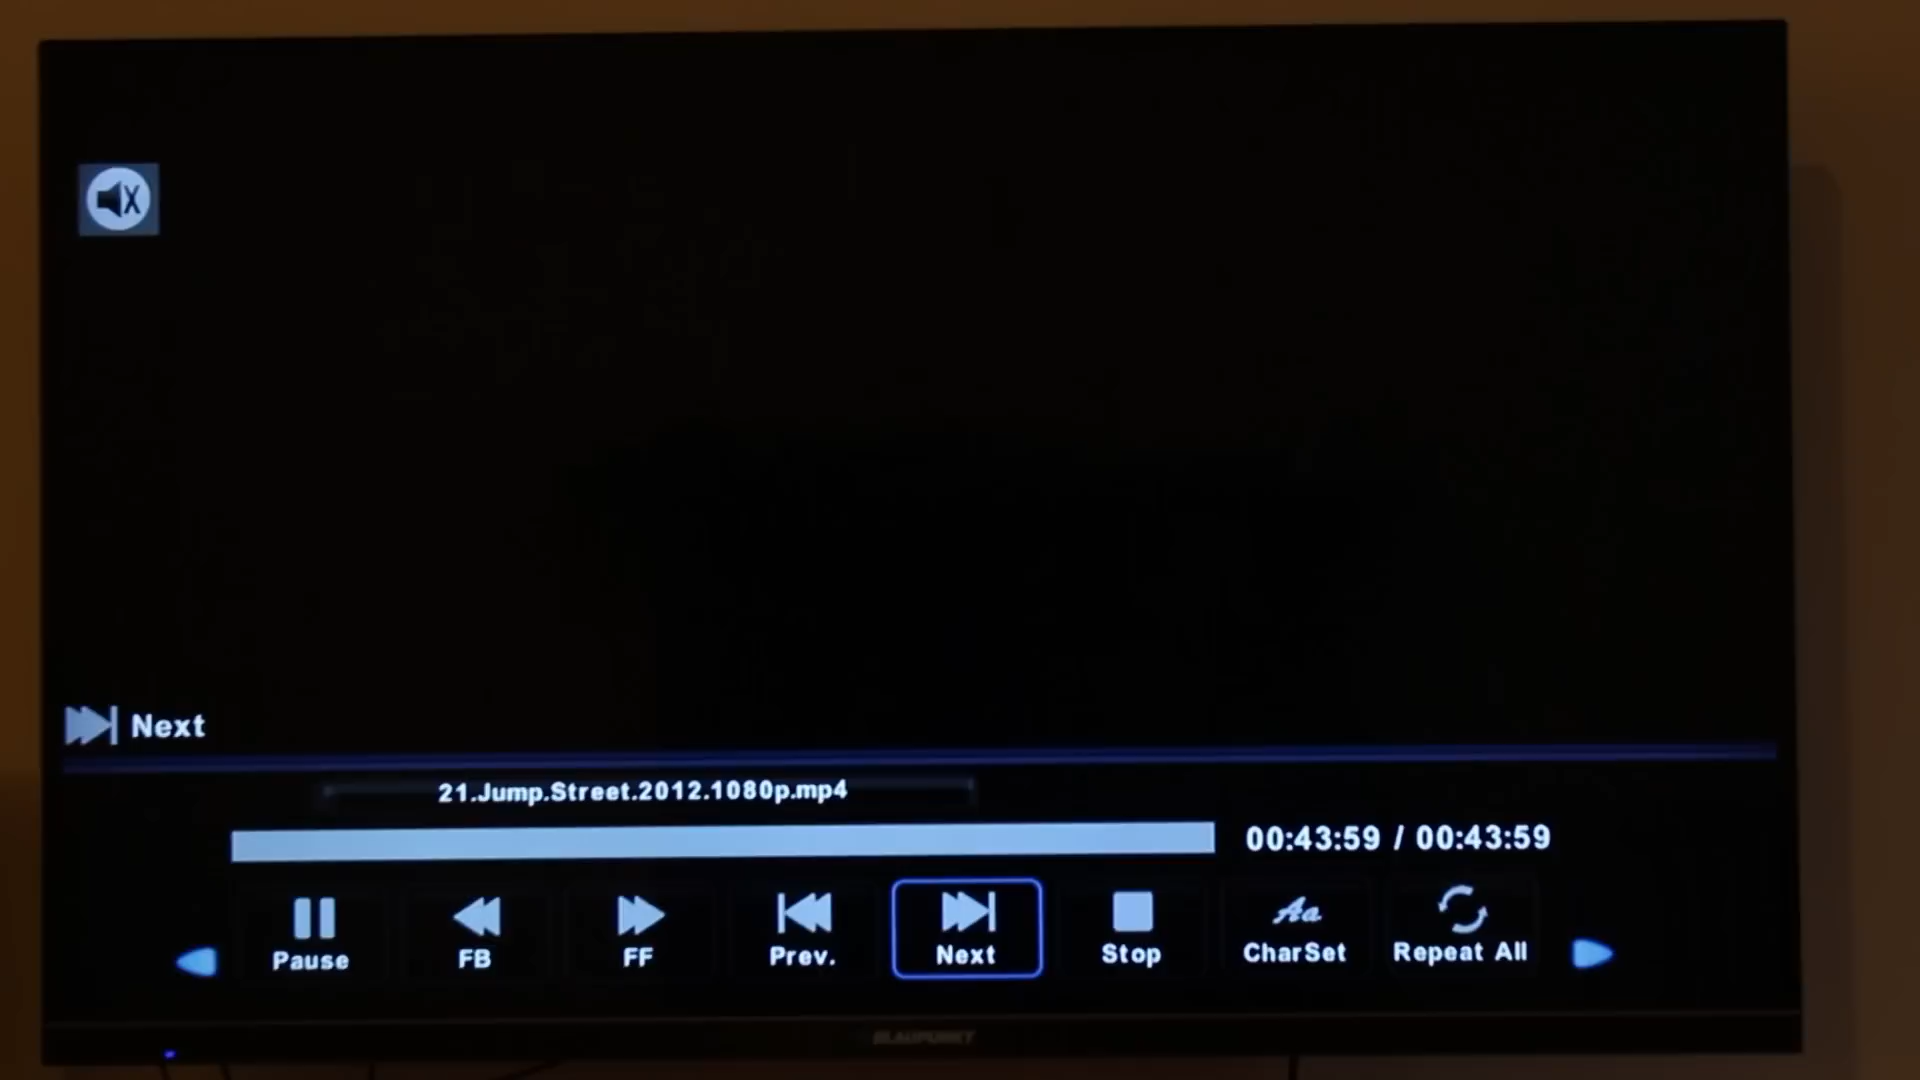 Next
21.Jump.Street.2012.1080p.mp4
00:43:59 / 00:43:59
Pause FB FF Prev. Next Stop CharSet Repeat All
BLAUPUNKT